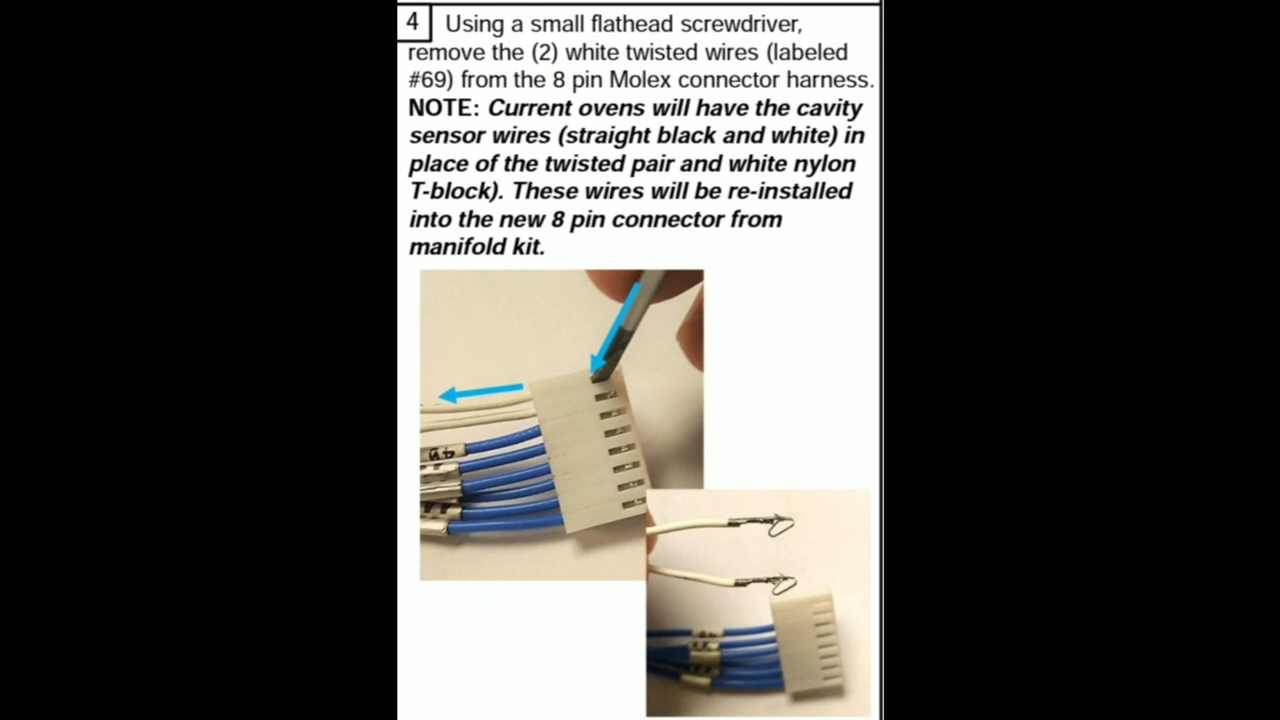 4 Using a small flathead screwdriver,
remove the (2) white twisted wires (labeled
#69) from the 8 pin Molex connector harness.
NOTE: Current ovens will have the cavity
sensor wires (straight black and white) in
place of the twisted pair and white nylon
T-block). These wires will be re-installed
into the new 8 pin connector from
manifold kit.